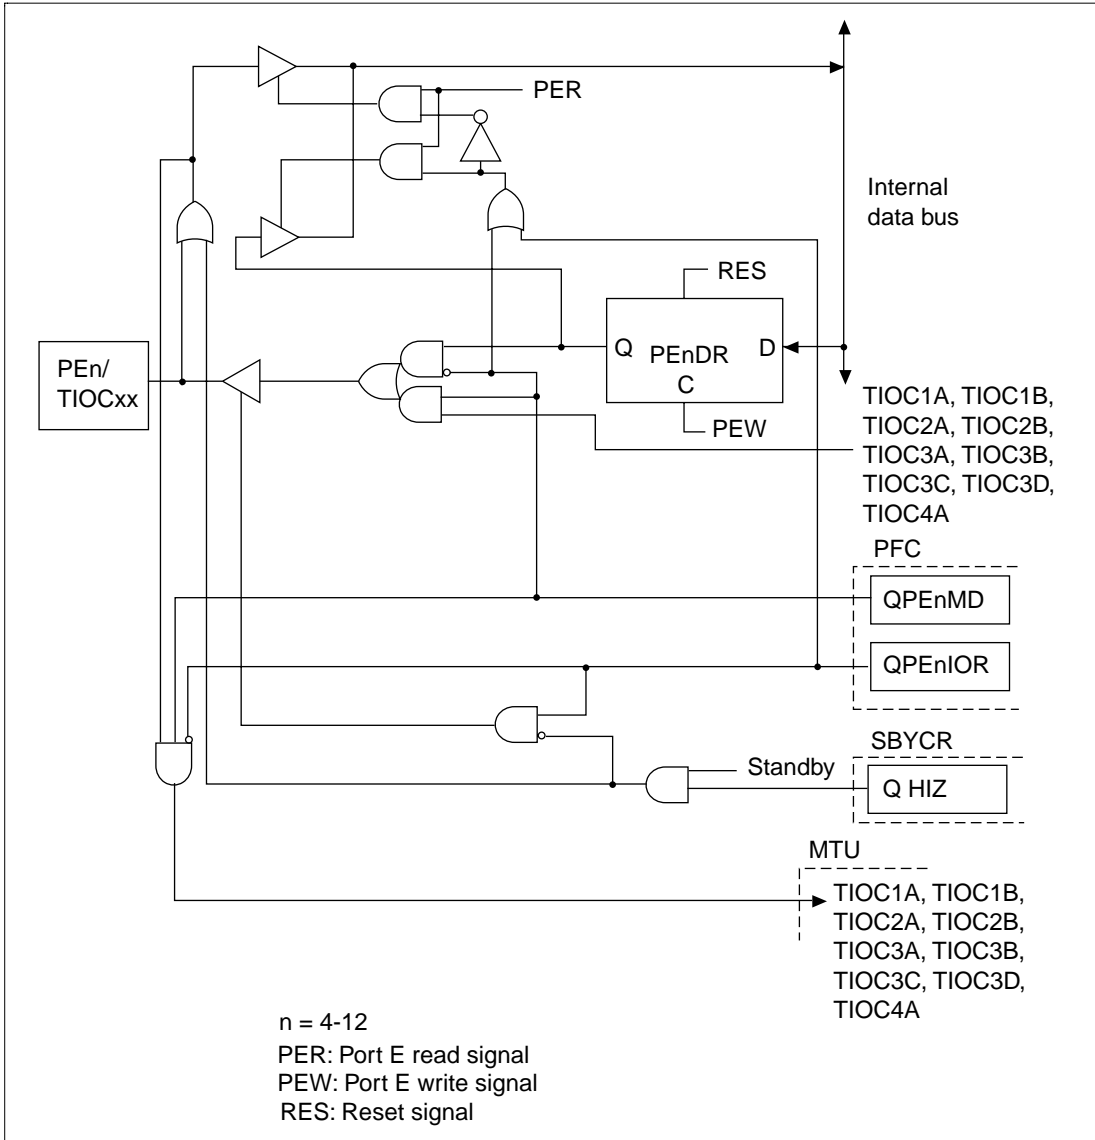 PER
Internal
data bus
RES
Q PEnDR D
C
PEn/
TIOCxx
PEW
TIOC1A, TIOC1B,
TIOC2A, TIOC2B,
TIOC3A, TIOC3B,
TIOC3C, TIOC3D,
TIOC4A
PFC
QPEnMD
QPEnIOR
SBYCR
Standby
Q HIZ
MTU
TIOC1A, TIOC1B,
TIOC2A, TIOC2B,
TIOC3A, TIOC3B,
TIOC3C, TIOC3D,
TIOC4A
n = 4-12
PER: Port E read signal
PEW: Port E write signal
RES: Reset signal